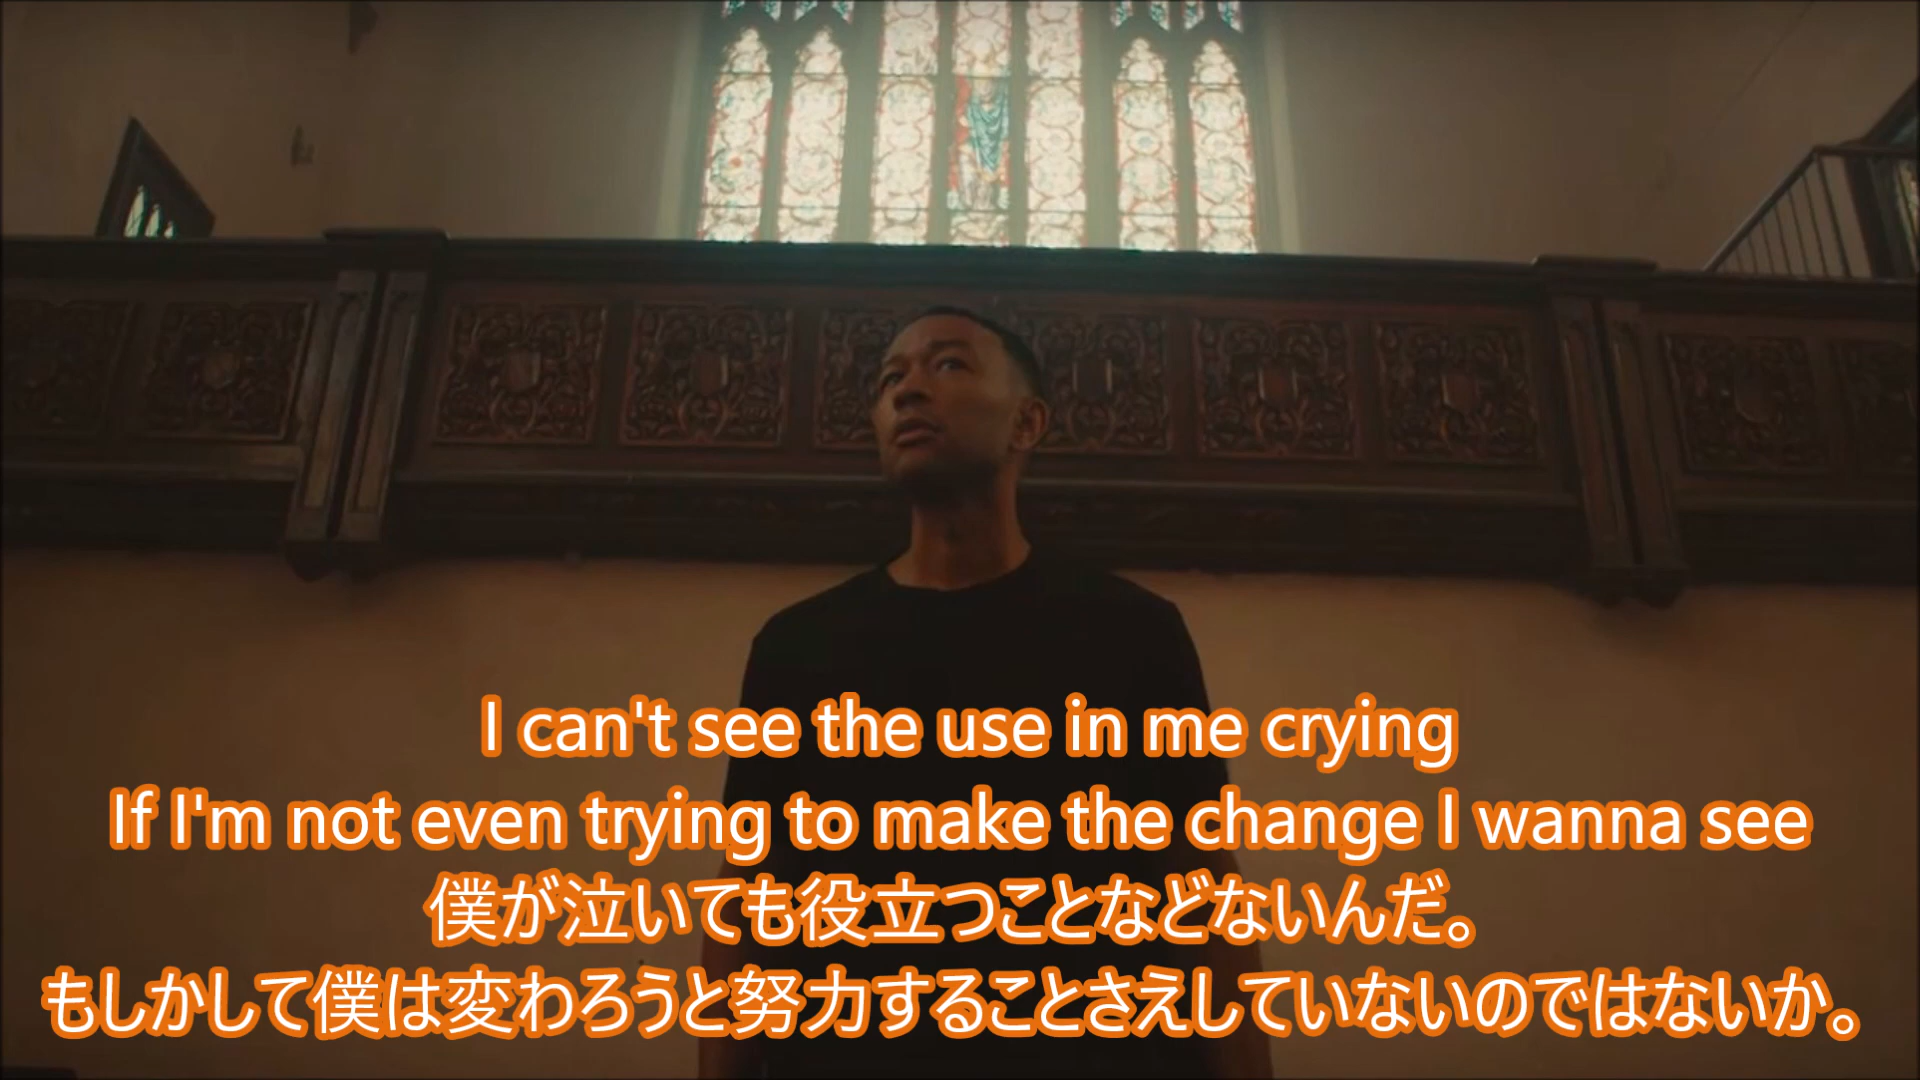 I can't see the use in me crying
If I'm not even trying to make the change I wanna see
僕が泣いても役立つことなどないんだ。
もしかして僕は変わろうと努力することさえしていないのではないか。